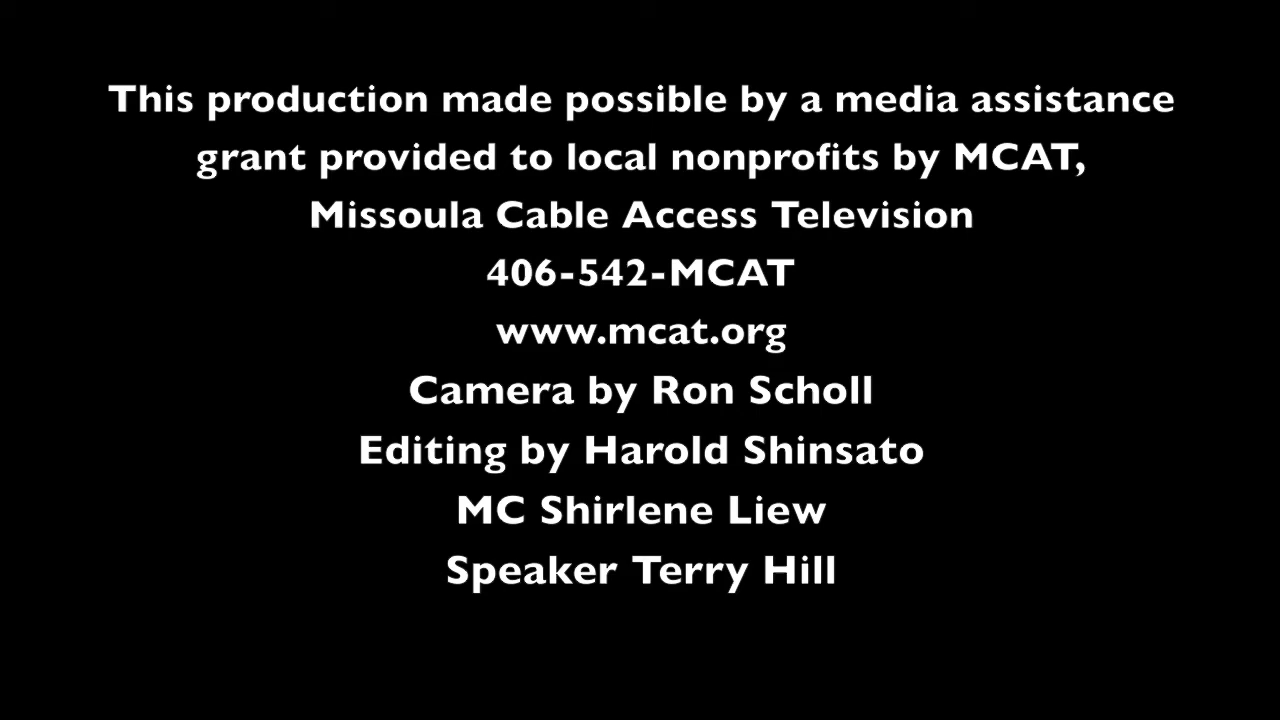 This production made possible by a media assistance
grant provided to local nonprofits by MCAT,
Missoula Cable Access Television
406-542-MCAT
www.mcat.org
Camera by Ron Scholl
Editing by Harold Shinsato
MC Shirlene Liew
Speaker Terry Hill